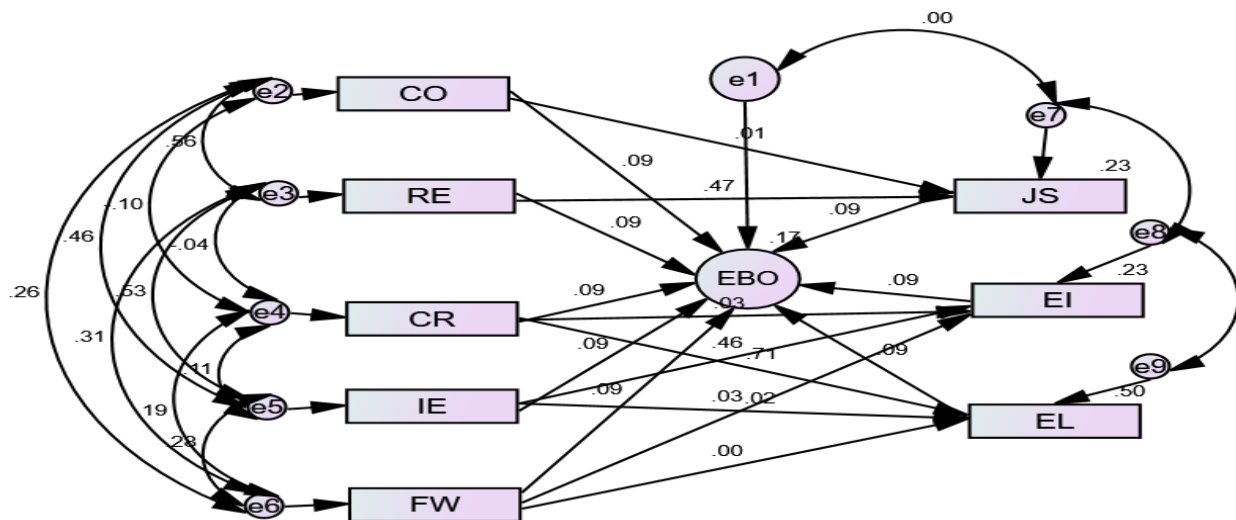 .00
e1
e2
CO
e7
.56
.01
.09
.23
e3
RE
.47
JS
-.10
.09
.09
.46
-.04
.17
e8
EBO
.23
.26
.53
.09
.09
EI
.03
e4
CR
.31
.09
.46
.71
.09
.11
e9
.09
.03
.02
.50
e5
IE
EL
.19
.28
.00
e6
FW